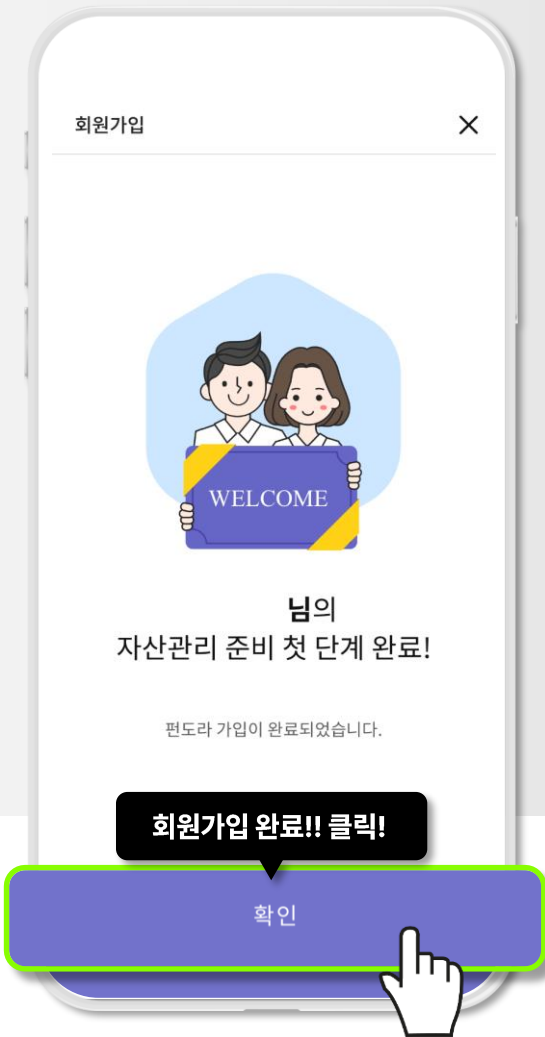 회원가입
WELCOME
님의
자산관리 준비 첫 단계 완료!
펀도라 가입이 완료되었습니다.
회원가입 완료!! 클릭!
확인